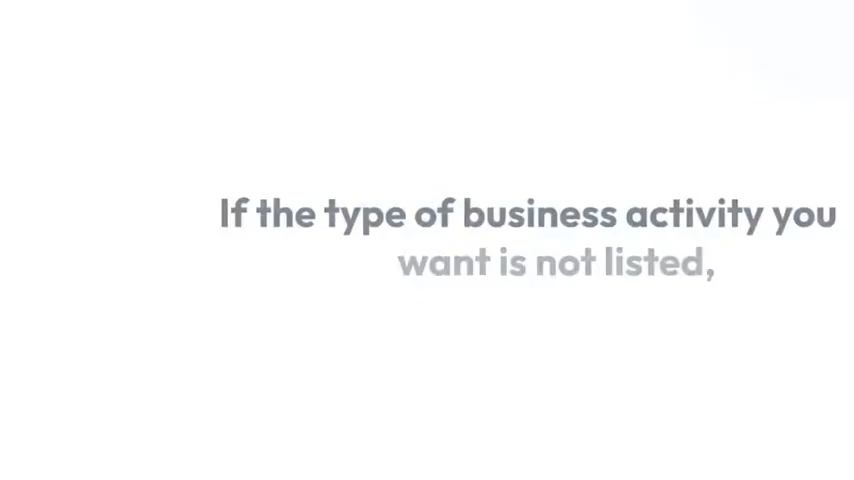 If the type of business activity you
want is not listed,